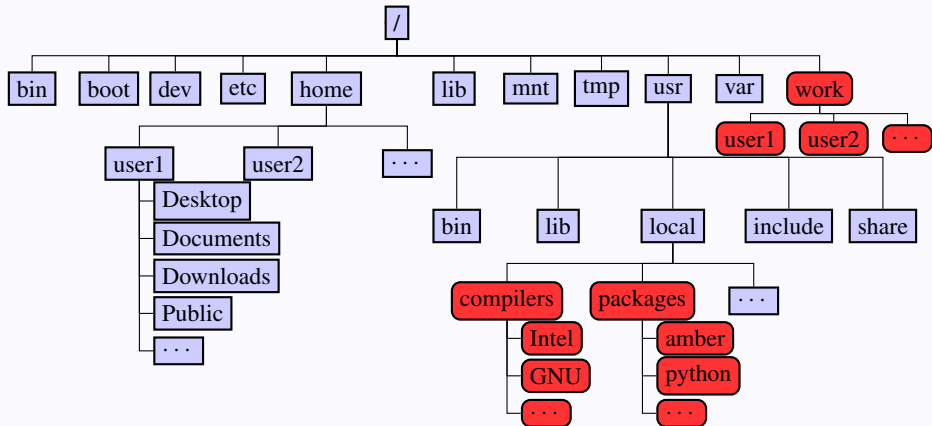 /
bin boot dev etc home lib mnt tmp usr var work
user1 user2 ...
user1 user2 ...
Desktop
Documents
Downloads
Public
...
bin lib local include share
compilers packages ...
Intel amber
GNU python
... ...